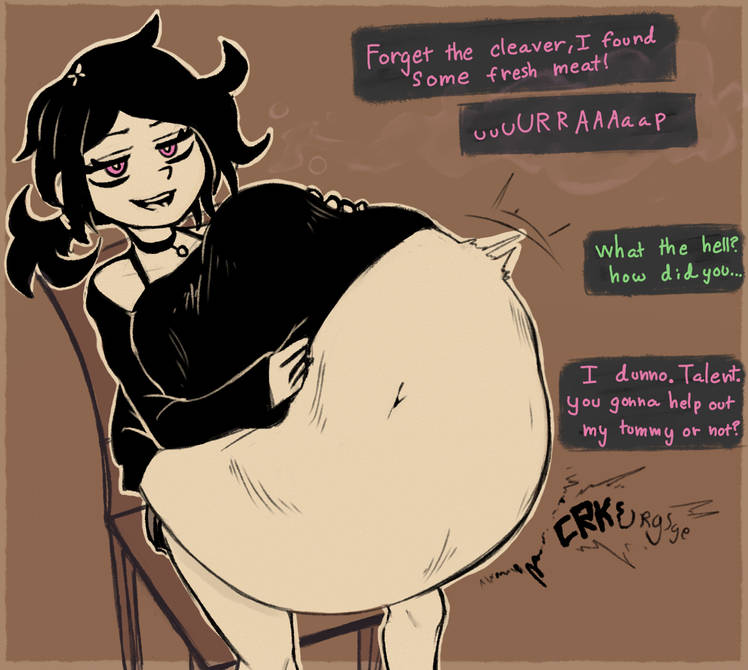 Forget the cleaver, I found
some fresh meat!
uuuURRAAAaap
what the hell?
how did you...
I dunno. Talent.
you gonna help out
my tummy or not?
CRK